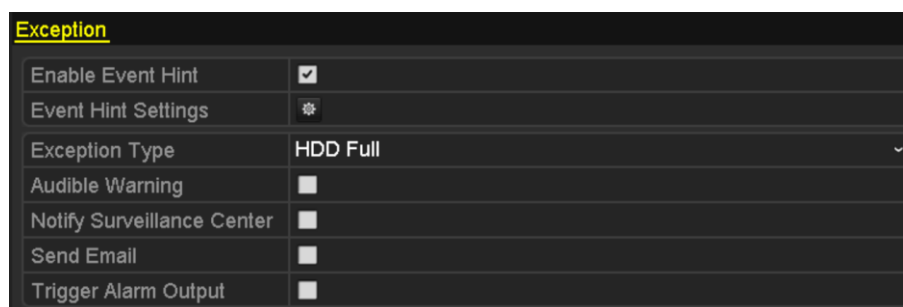 Exception
Enable Event Hint
Event Hint Settings
Exception Type HDD Full
Audible Warning
Notify Surveillance Center
Send Email
Trigger Alarm Output